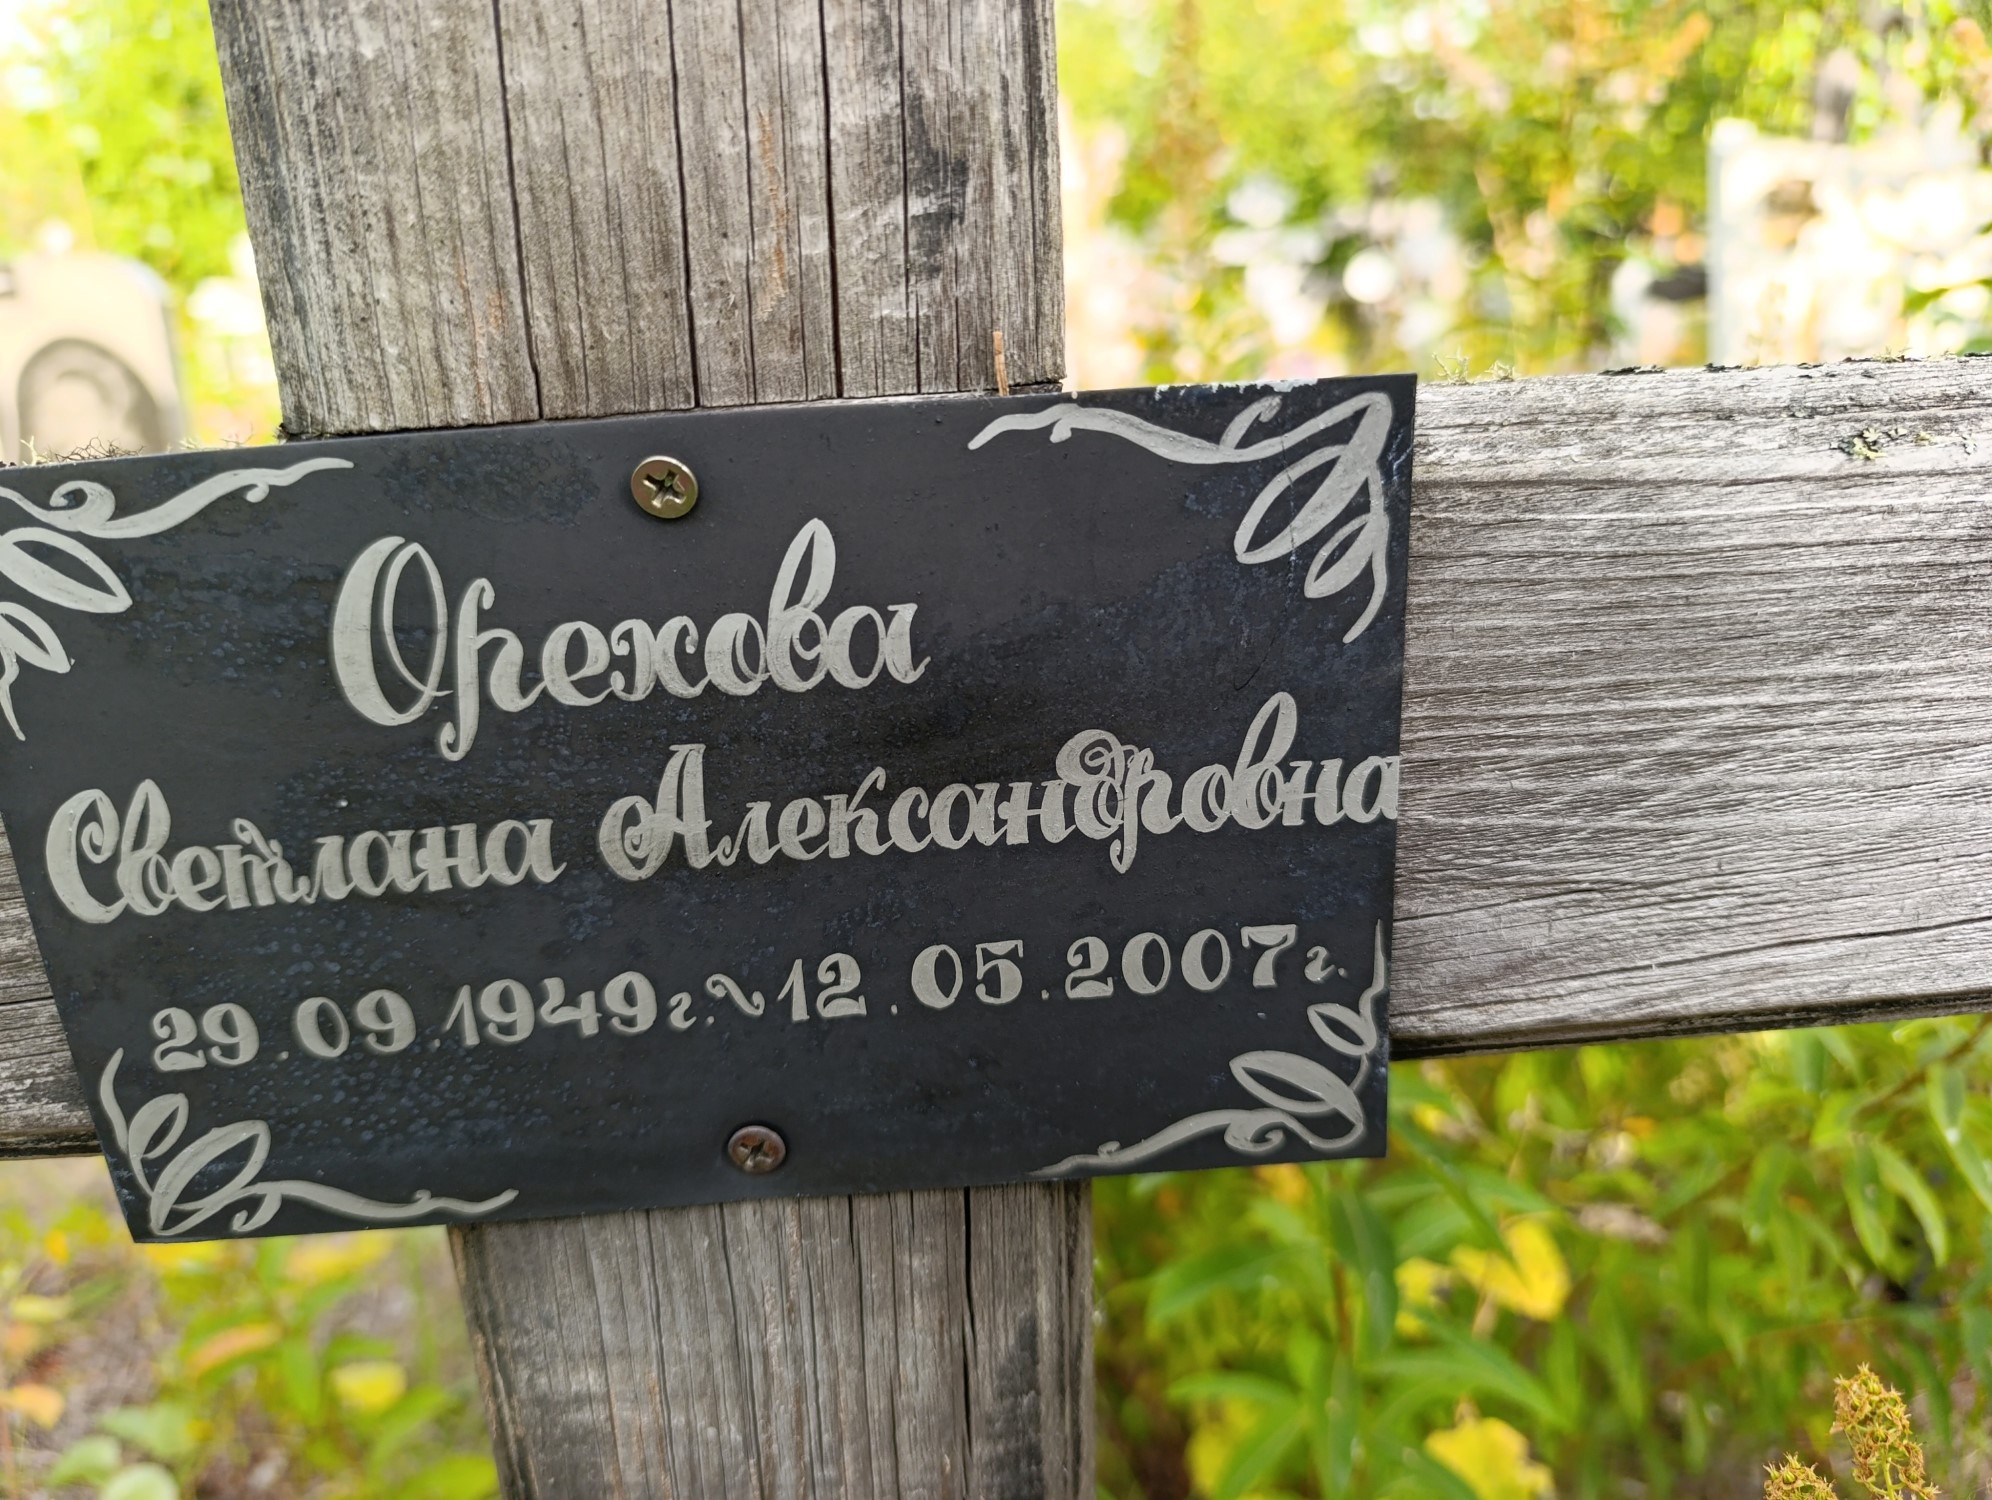 Орехова
Светлана Александровна
29.09.1949г.~12.05.2007г.